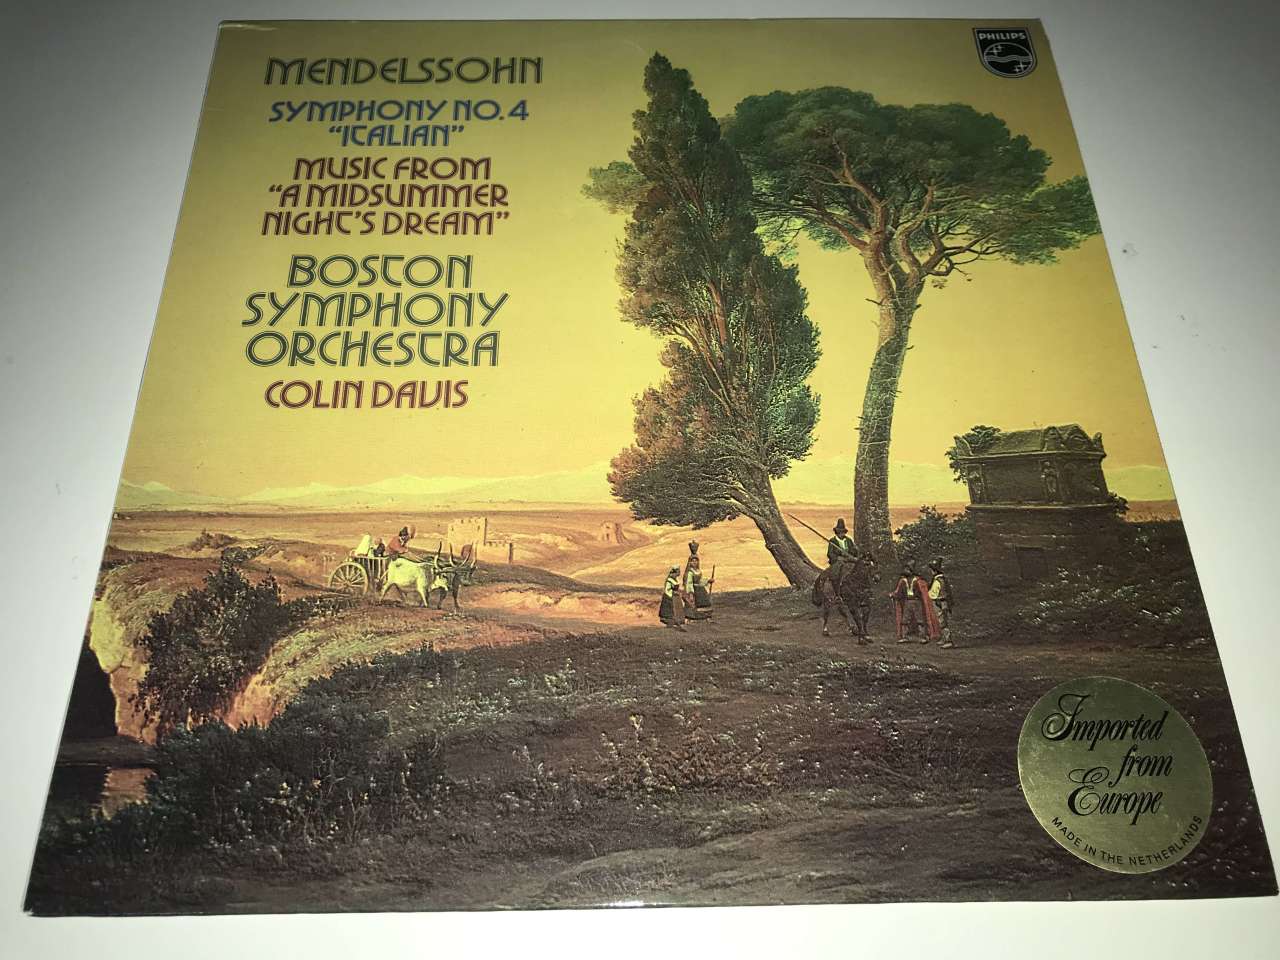 PHILIPS
MENDELSSOHN
SYMPHONY NO.4
"ITALIAN"
MUSIC FROM
"A MIDSUMMER
NIGHT'S DREAM"
BOSTON
SYMPHONY
ORCHESTRA
COLIN DAVIS
Imported
from
Europe
MADE IN THE NETHERLANDS